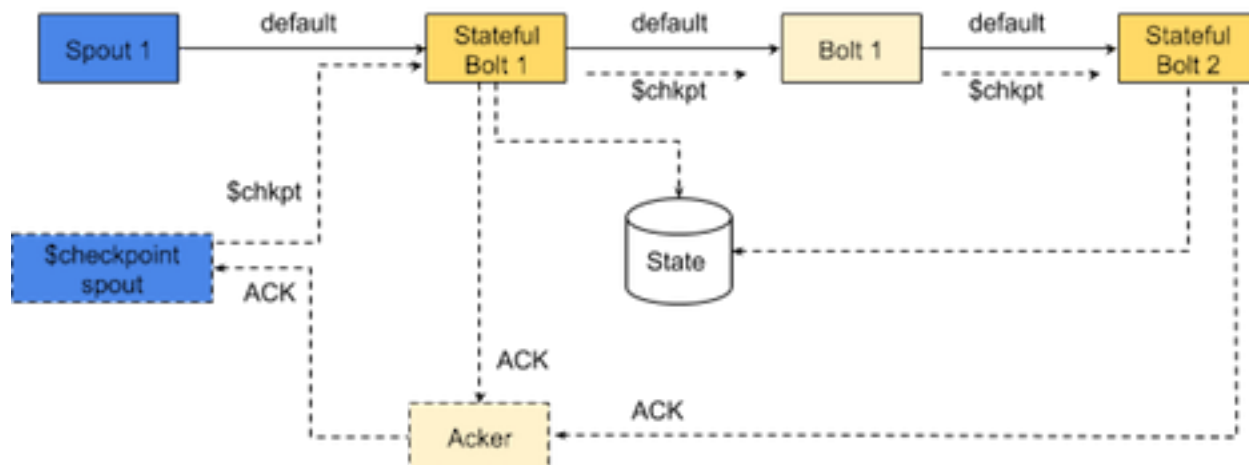 default
default
default
Spout 1
Stateful
Bolt 1
Bolt 1
Stateful
Bolt 2
$chkpt
$chkpt
$chkpt
$checkpoint
spout
State
ACK
ACK
ACK
Acker